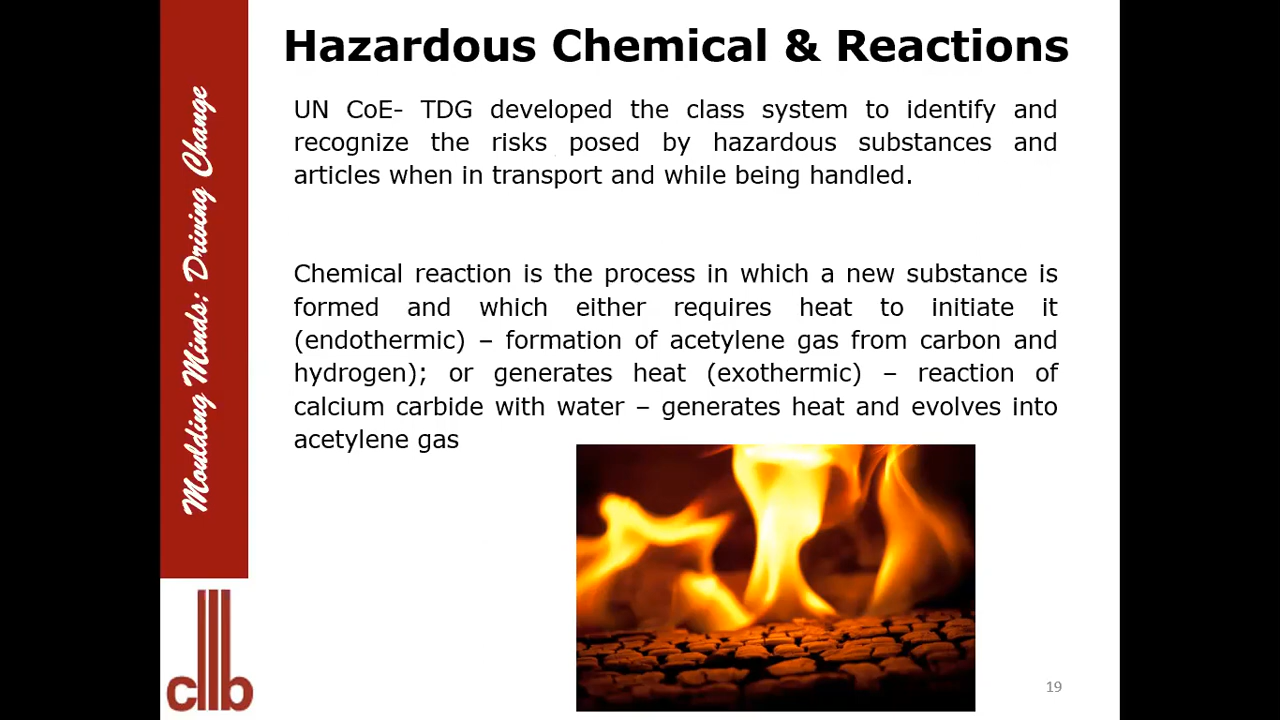 Hazardous Chemical & Reactions
UN CoE- TDG developed the class system to identify and
recognize the risks posed by hazardous substances and
articles when in transport and while being handled.
Chemical reaction is the process in which a new substance is
formed and which either requires heat to initiate it
(endothermic) – formation of acetylene gas from carbon and
hydrogen); or generates heat (exothermic) – reaction of
calcium carbide with water – generates heat and evolves into
acetylene gas
Moulding Minds; Driving Change
cllb
19